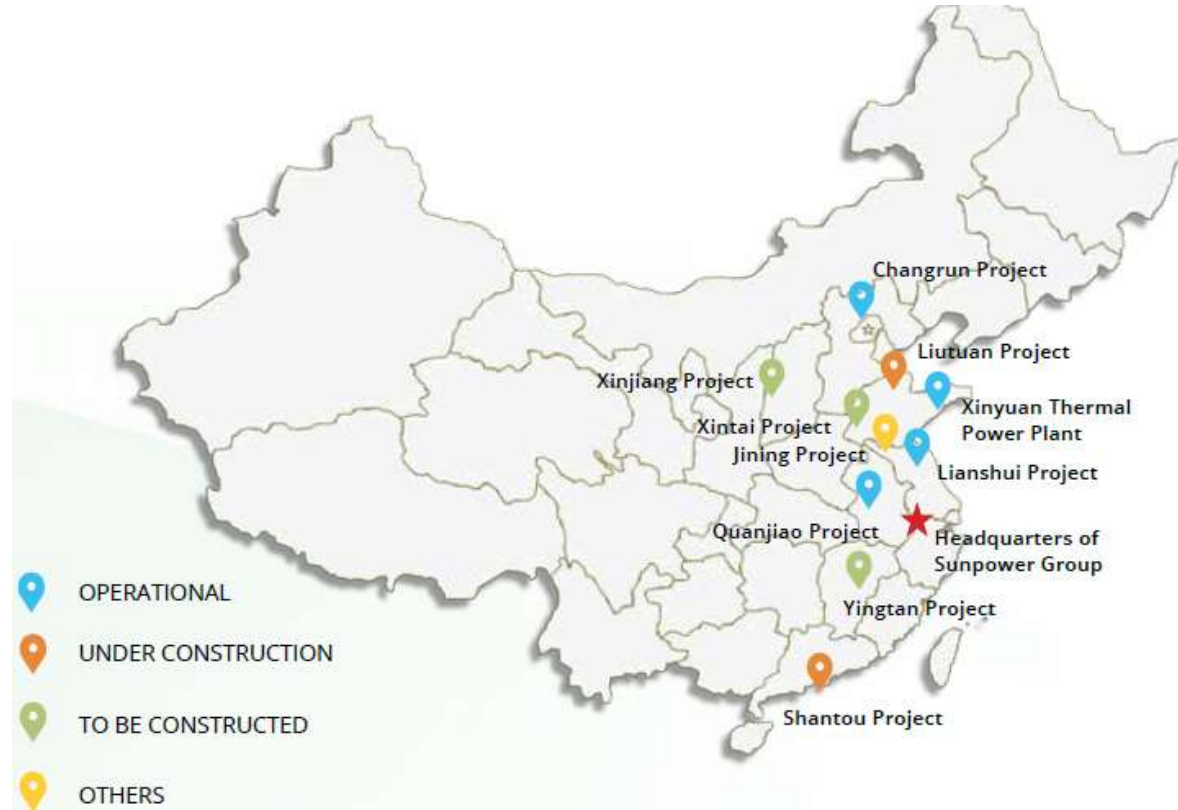 Changrun Project
Liutuan Project
Xinjiang Project
Xinyuan Thermal
Power Plant
Xintai Project
Jining Project
Lianshui Project
Quanjiao Project
Headquarters of
Sunpower Group
Yingtan Project
Shantou Project
OPERATIONAL
UNDER CONSTRUCTION
TO BE CONSTRUCTED
OTHERS